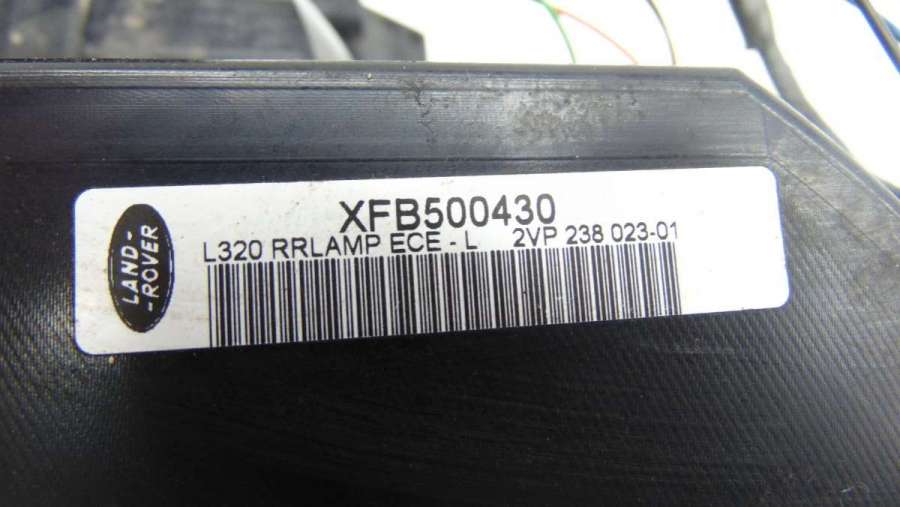 XFB500430
L320 RRLAMP ECE - L 2VP 238 023-01
LAND-
-ROVER